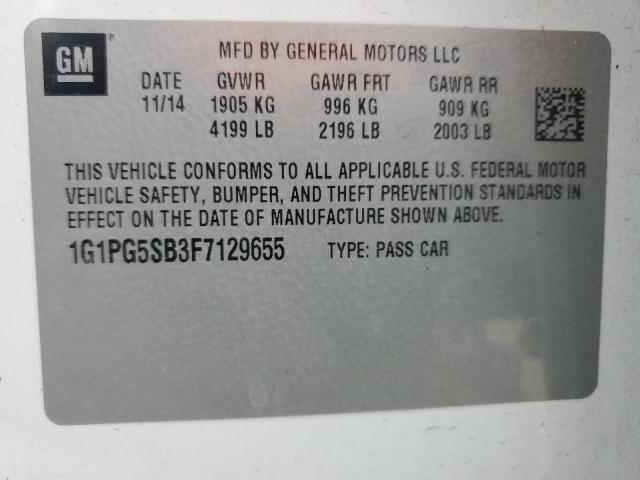 GM®
MFD BY GENERAL MOTORS LLC
DATE GVWR GAWR FRT GAWR RR
11/14 1905 KG 996 KG 909 KG
4199 LB 2196 LB 2003 LB
THIS VEHICLE CONFORMS TO ALL APPLICABLE U.S. FEDERAL MOTOR
VEHICLE SAFETY, BUMPER, AND THEFT PREVENTION STANDARDS IN
EFFECT ON THE DATE OF MANUFACTURE SHOWN ABOVE.
1G1PG5SB3F7129655 TYPE: PASS CAR